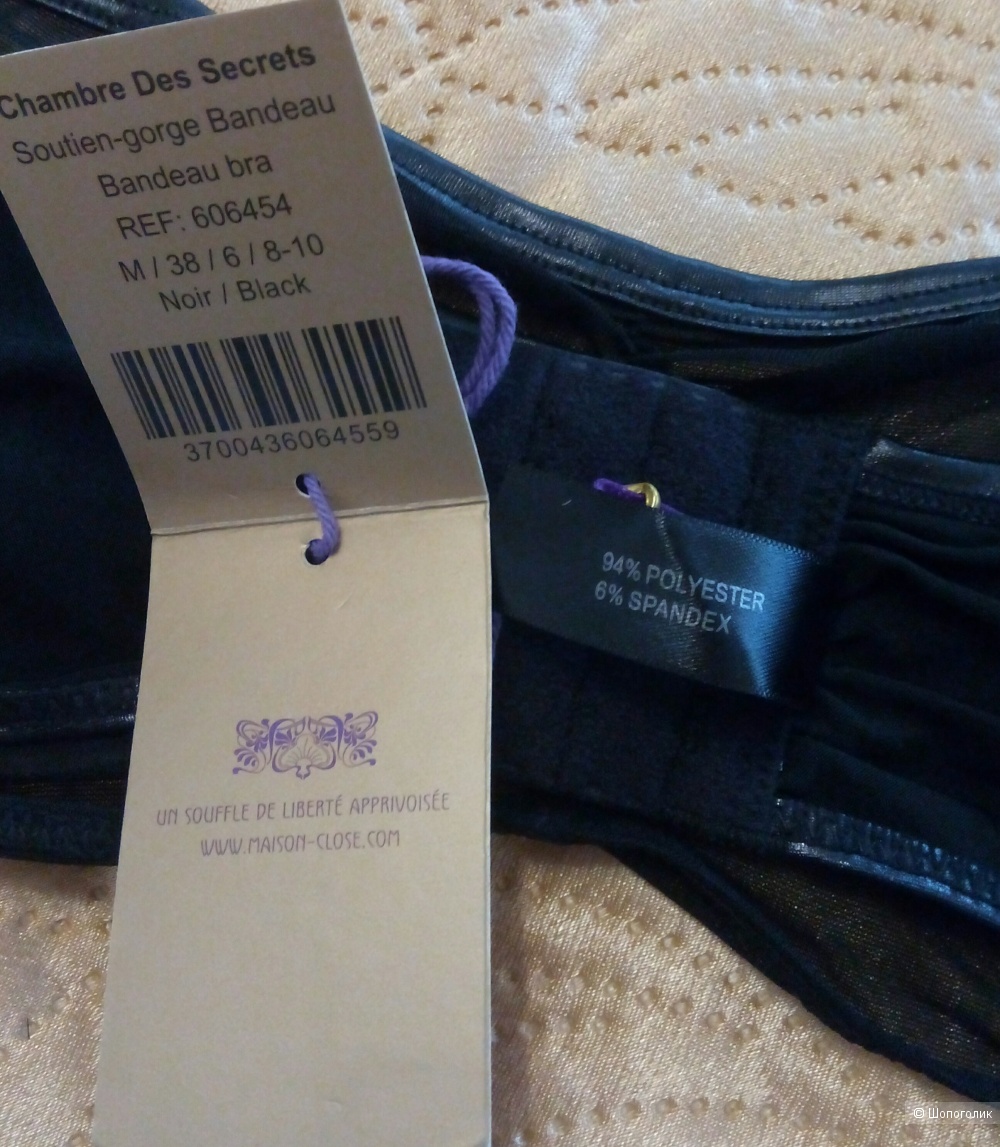 Chambre Des Secrets
Soutien-gorge Bandeau
Bandeau bra
REF: 606454
M / 38 / 6 / 8-10
Noir / Black
3700436064559
94% POLYESTER
6% SPANDEX
UN SOUFFLE DE LIBERTÉ APPRIVOISÉE
WWW.MAISON-CLOSE.COM
© Шопоголик